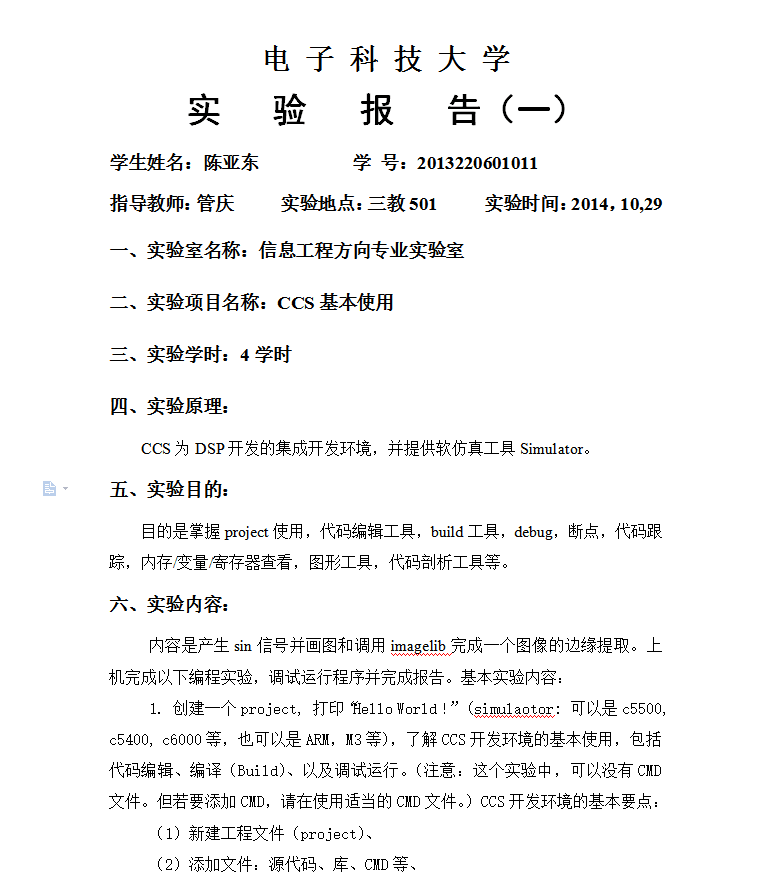 电 子 科 技 大 学
实 验 报 告（一）
学生姓名：陈亚东 学 号：2013220601011
指导教师：管庆 实验地点：三教 501 实验时间：2014，10,29
一、实验室名称：信息工程方向专业实验室
二、实验项目名称：CCS 基本使用
三、实验学时：4 学时
四、实验原理：
CCS 为 DSP 开发的集成开发环境，并提供软仿真工具 Simulator。
五、实验目的：
目的是掌握 project 使用，代码编辑工具，build 工具，debug，断点，代码跟
踪，内存/变量/寄存器查看，图形工具，代码剖析工具等。
六、实验内容：
内容是产生 sin 信号并画图和调用 imagelib 完成一个图像的边缘提取。上
机完成以下编程实验，调试运行程序并完成报告。基本实验内容：
1. 创建一个 project, 打印“Hello World !”（simulaotor: 可以是 c5500,
c5400, c6000 等，也可以是 ARM，M3 等），了解 CCS 开发环境的基本使用，包括
代码编辑、编译（Build）、以及调试运行。（注意：这个实验中，可以没有 CMD
文件。但若要添加 CMD，请在使用适当的 CMD 文件。）CCS 开发环境的基本要点：
（1）新建工程文件（project）、
（2）添加文件：源代码、库、CMD 等、